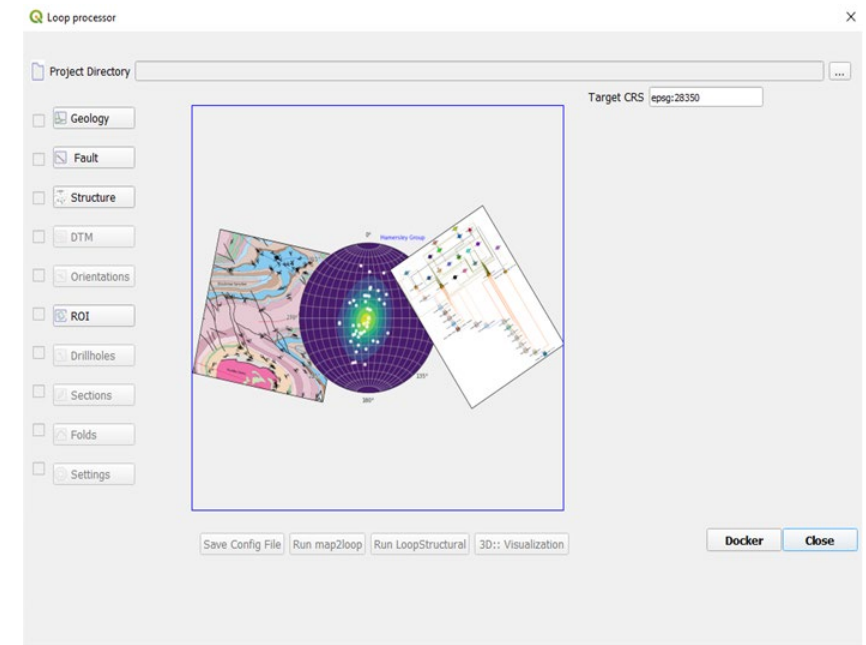 Loop processor
Project Directory
...
Target CRS epsg:28350
Geology
Fault
Structure
DTM
Orientations
ROI
Drillholes
Sections
Folds
Settings
0°
Hamersley Group
270°
225°
180°
Save Config File Run map2loop Run LoopStructural 3D:: Visualization
Docker Close